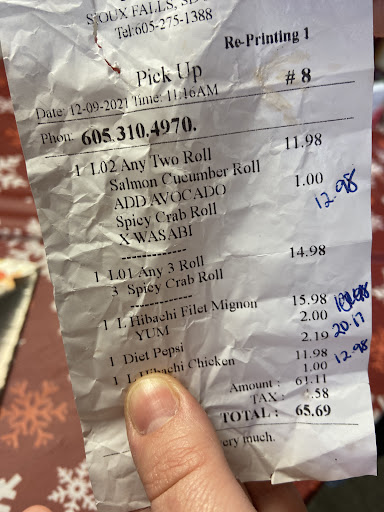 SIOUX FALLS, SD
Tel:605-275-1388
Re-Printing 1
Pick Up # 8
Date: 12-09-2021 Time: 11:16AM
Phon: 605.310.4970.
1 L02 Any Two Roll 11.98
Salmon Cucumber Roll
ADD AVOCADO 1.00
Spicy Crab Roll 12.98
X WASABI
------------
1 L01 Any 3 Roll 14.98
3 Spicy Crab Roll
------------
1 L Hibachi Filet Mignon 15.98
YUM 2.00
1 Diet Pepsi 2.19 20.17
1 L Hibachi Chicken 11.98
1.00 12.98
Amount : 61.11
TAX : .58
TOTAL : 65.69
ery much.